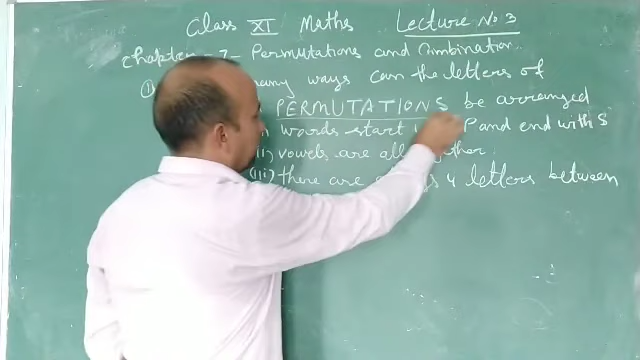 Class XI Maths Lecture No 3
Chapter - 7 - Permutations and Combination
many ways can the letters of
PERMUTATIONS be arranged
words start P and end with S
(ii) vowels are all together.
(iii) there are 4 letters between